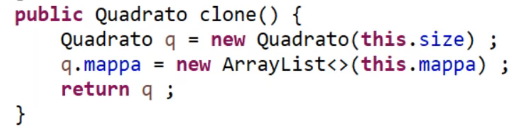 public Quadrato clone() {
    Quadrato q = new Quadrato(this.size) ;
    q.mappa = new ArrayList<>(this.mappa) ;
    return q ;
}